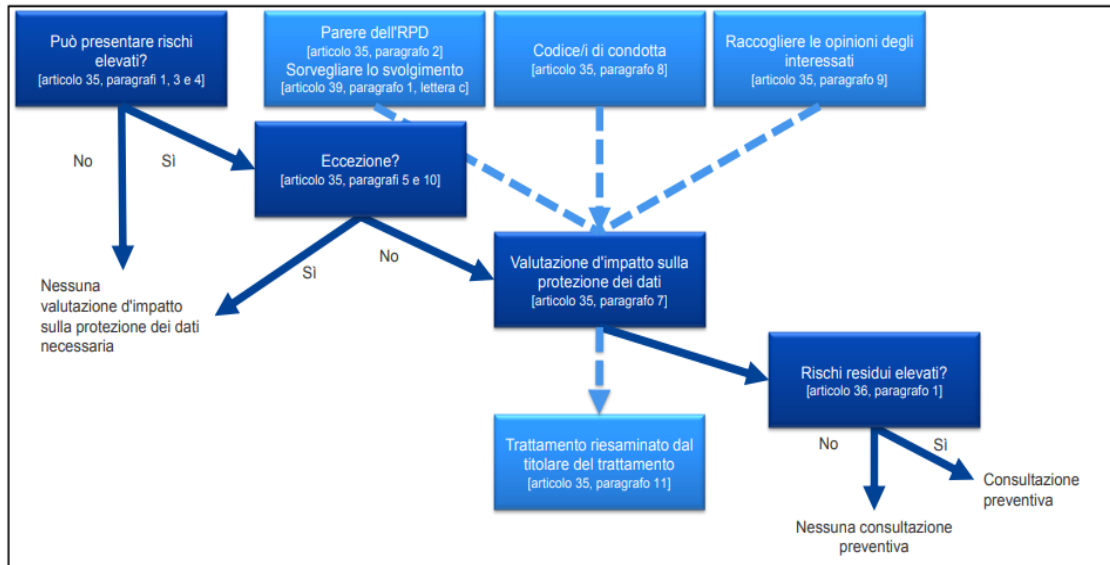 Può presentare rischi
elevati?
[articolo 35, paragrafi 1, 3 e 4]
Parere dell'RPD
[articolo 35, paragrafo 2]
Sorvegliare lo svolgimento
[articolo 39, paragrafo 1, lettera c]
Codice/i di condotta
[articolo 35, paragrafo 8]
Raccogliere le opinioni degli
interessati
[articolo 35, paragrafo 9]
No
Sì
Eccezione?
[articolo 35, paragrafi 5 e 10]
Sì
No
Nessuna
valutazione d'impatto
sulla protezione dei dati
necessaria
Valutazione d'impatto sulla
protezione dei dati
[articolo 35, paragrafo 7]
Rischi residui elevati?
[articolo 36, paragrafo 1]
Trattamento riesaminato dal
titolare del trattamento
[articolo 35, paragrafo 11]
No
Sì
Consultazione
preventiva
Nessuna consultazione
preventiva